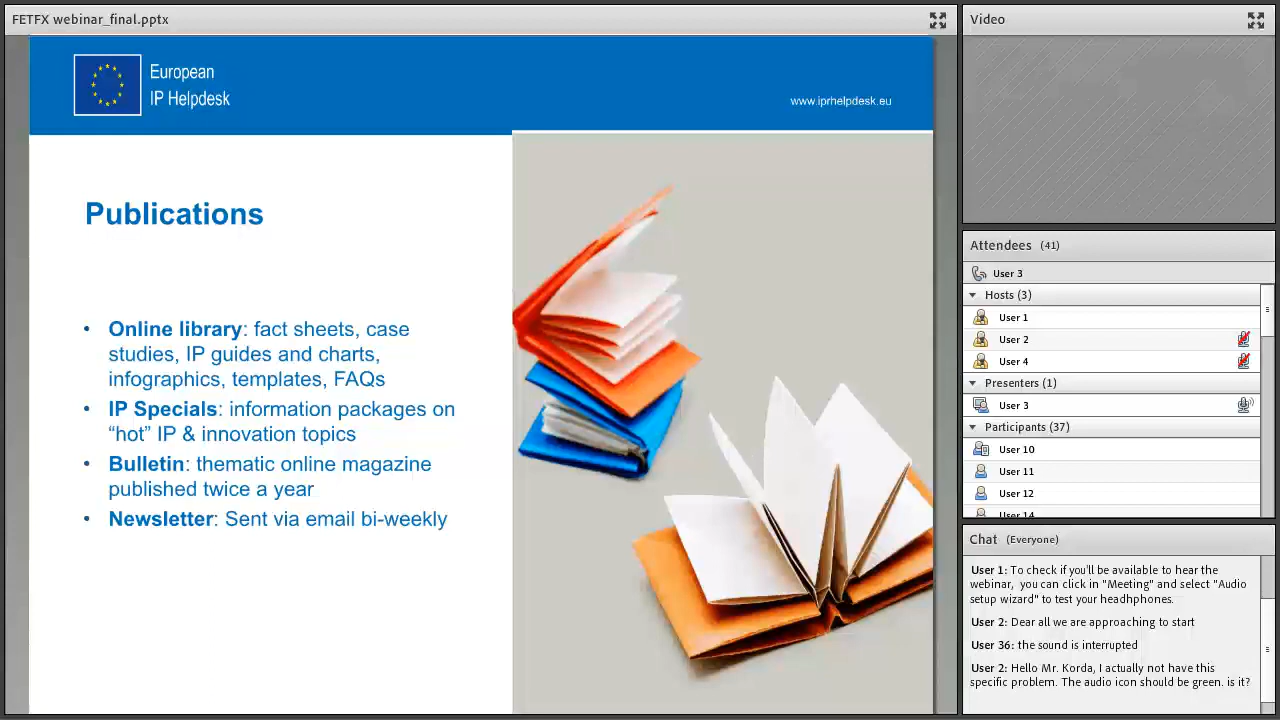 FETFX webinar_final.pptx
European
IP Helpdesk
www.iprhelpdesk.eu
Publications
• Online library: fact sheets, case
studies, IP guides and charts,
infographics, templates, FAQs
• IP Specials: information packages on
“hot” IP & innovation topics
• Bulletin: thematic online magazine
published twice a year
• Newsletter: Sent via email bi-weekly
Video
Attendees (41)
User 3
Hosts (3)
User 1
User 2
User 4
Presenters (1)
User 3
Participants (37)
User 10
User 11
User 12
User 14
Chat (Everyone)
User 1: To check if you'll be available to hear the
webinar, you can click in "Meeting" and select "Audio
setup wizard" to test your headhphones.
User 2: Dear all we are approaching to start
User 36: the sound is interrupted
User 2: Hello Mr. Korda, I actually not have this
specific problem. The audio icon should be green. is it?